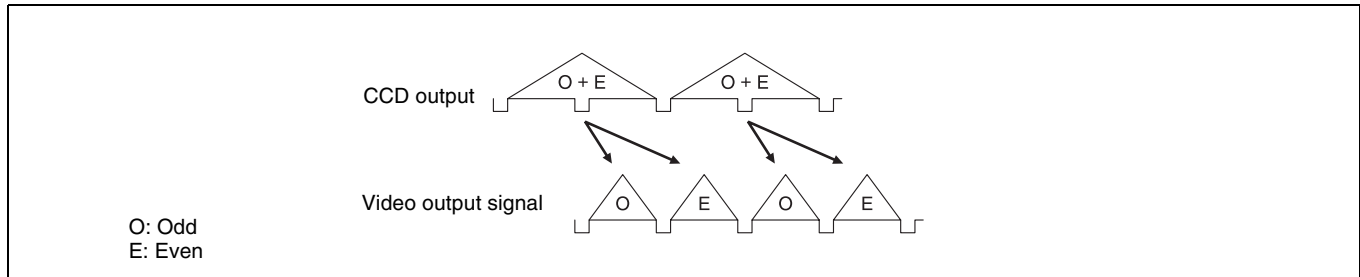 O + E O + E
CCD output
O E O E
Video output signal
O: Odd
E: Even